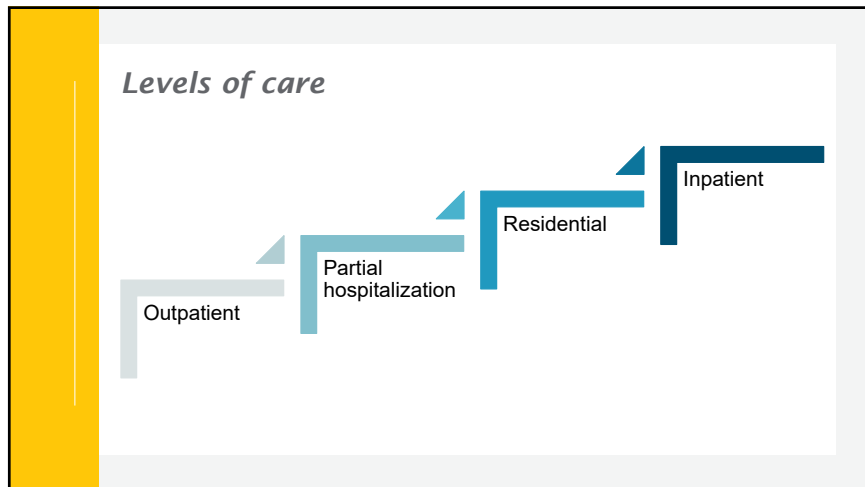 Levels of care
Outpatient
Partial
hospitalization
Residential
Inpatient